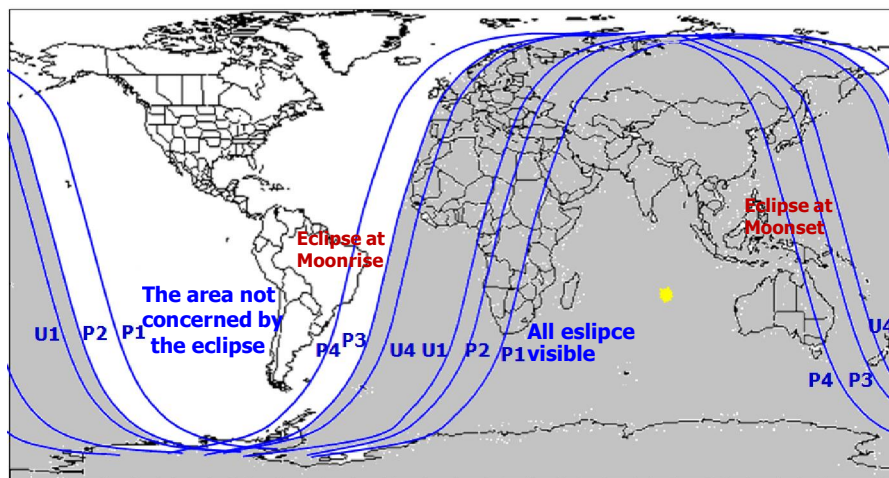 Eclipse at
Moonrise
Eclipse at
Moonset
The area not
concerned by
the eclipse
All eslipce
visible
U1
P2
P1
P4
P3
U4
U1
P2
P1
P4
P3
U4